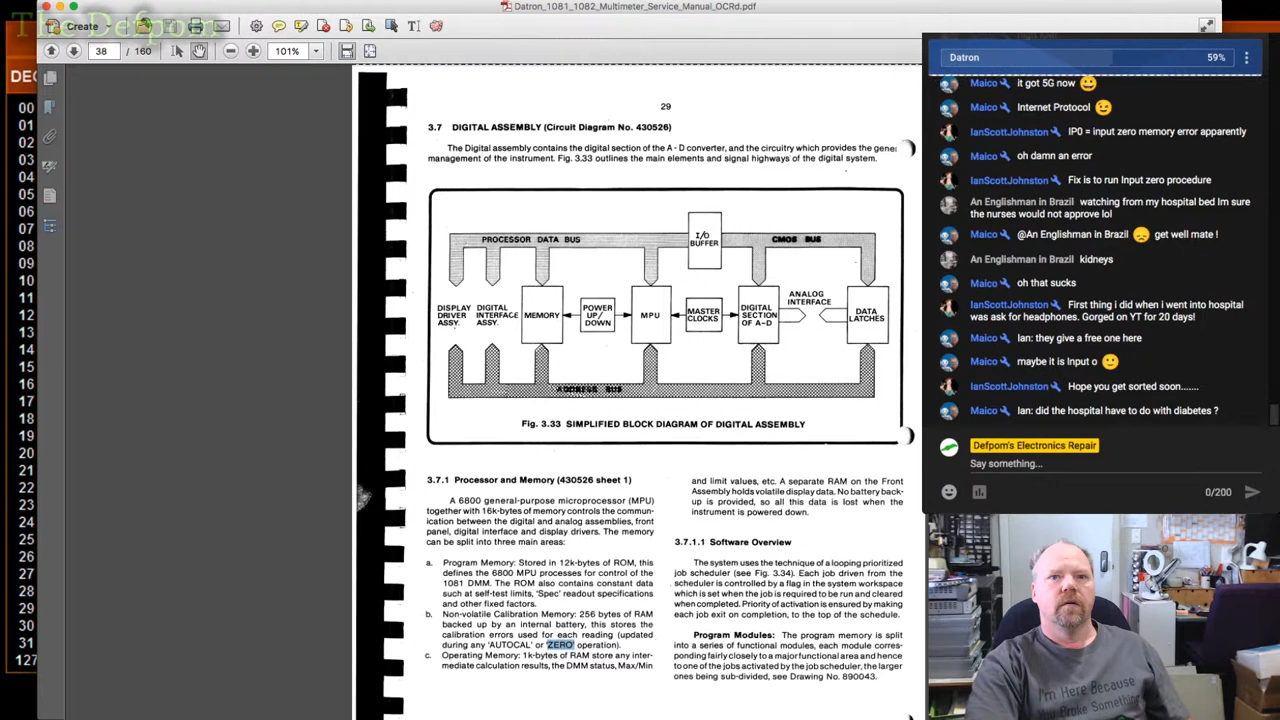 Datron_1081_1082_Multimeter_Service_Manual_OCRd.pdf
TheDefpom
Create
38 / 160
101%
DEC
00
01
02
03
04
05
06
07
08
09
10
11
12
13
14
15
16
17
18
19
20
21
22
23
24
25
26
27
28
29
30
31
127
29
3.7 DIGITAL ASSEMBLY (Circuit Diagram No. 430526)
The Digital assembly contains the digital section of the A - D converter, and the circuitry which provides the gene
management of the instrument. Fig. 3.33 outlines the main elements and signal highways of the digital system.
PROCESSOR DATA BUS
I/O
BUFFER
CMOS BUS
DISPLAY
DRIVER
ASSY.
DIGITAL
INTERFACE
ASSY.
MEMORY
POWER
UP/
DOWN
MPU
MASTER
CLOCKS
DIGITAL
SECTION
OF A-D
ANALOG
INTERFACE
DATA
LATCHES
ADDRESS BUS
Fig. 3.33 SIMPLIFIED BLOCK DIAGRAM OF DIGITAL ASSEMBLY
3.7.1 Processor and Memory (430526 sheet 1)
A 6800 general-purpose microprocessor (MPU)
together with 16k-bytes of memory controls the commun-
ication between the digital and analog assemblies, front
panel, digital interface and display drivers. The memory
can be split into three main areas:
a. Program Memory: Stored in 12k-bytes of ROM, this
defines the 6800 MPU processes for control of the
1081 DMM. The ROM also contains constant data
such as self-test limits, 'Spec' readout specifications
and other fixed factors.
b. Non-volatile Calibration Memory: 256 bytes of RAM
backed up by an internal battery, this stores the
calibration errors used for each reading (updated
during any 'AUTOCAL' or 'ZERO' operation).
c. Operating Memory: 1k-bytes of RAM store any inter-
mediate calculation results, the DMM status, Max/Min
and limit values, etc. A separate RAM on the Front
Assembly holds volatile display data. No battery back-
up is provided, so all this data is lost when the
instrument is powered down.
3.7.1.1 Software Overview
The system uses the technique of a looping prioritized
job scheduler (see Fig. 3.34). Each job driven from the
scheduler is controlled by a flag in the system workspace
which is set when the job is required to be run and cleared
when completed. Priority of activation is ensured by making
each job exit on completion, to the top of the schedule.
Program Modules: The program memory is split
into a series of functional modules, each module corres-
ponding fairly closely to a major functional area and hence
to one of the jobs activated by the job scheduler, the larger
ones being sub-divided, see Drawing No. 890043.
Datron 59%
Maico it got 5G now
Maico Internet Protocol
IanScottJohnston IP0 = input zero memory error apparently
Maico oh damn an error
IanScottJohnston Fix is to run Input zero procedure
An Englishman in Brazil watching from my hospital bed Im sure
the nurses would not approve lol
Maico @An Englishman in Brazil get well mate !
An Englishman in Brazil kidneys
Maico oh that sucks
IanScottJohnston First thing i did when i went into hospital
was ask for headphones. Gorged on YT for 20 days!
Maico Ian: they give a free one here
Maico maybe it is Input o
IanScottJohnston Hope you get sorted soon.......
Maico Ian: did the hospital have to do with diabetes ?
Defpom's Electronics Repair
Say something...
0/200
I'm Here Because
You Broke Something